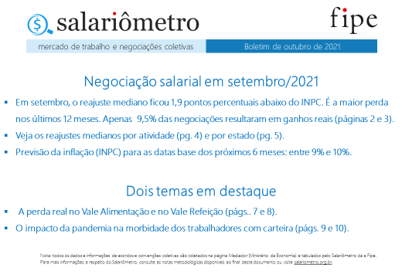 salariômetro
fipe
mercado de trabalho e negociações coletivas
Boletim de outubro de 2021
Negociação salarial em setembro/2021
• Em setembro, o reajuste mediano ficou 1,9 pontos percentuais abaixo do INPC. É a maior perda
nos últimos 12 meses. Apenas 9,5% das negociações resultaram em ganhos reais (páginas 2 e 3).
• Veja os reajustes medianos por atividade (pg. 4) e por estado (pg. 5).
• Previsão da inflação (INPC) para as datas base dos próximos 6 meses: entre 9% e 10%.
Dois temas em destaque
• A perda real no Vale Alimentação e no Vale Refeição (págs.. 7 e 8).
• O impacto da pandemia na morbidade dos trabalhadores com carteira (págs. 9 e 10).
Nota: todos os dados e informações de acordos e convenções coletivas são coletados na página Mediador (Ministério da Economia) e tabulados pelo Salariômetro da Fipe.
Para mais informações a respeito do Salariômetro, consulte as notas metodológicas disponíveis ao final deste documento ou visite salariometro.org.br.